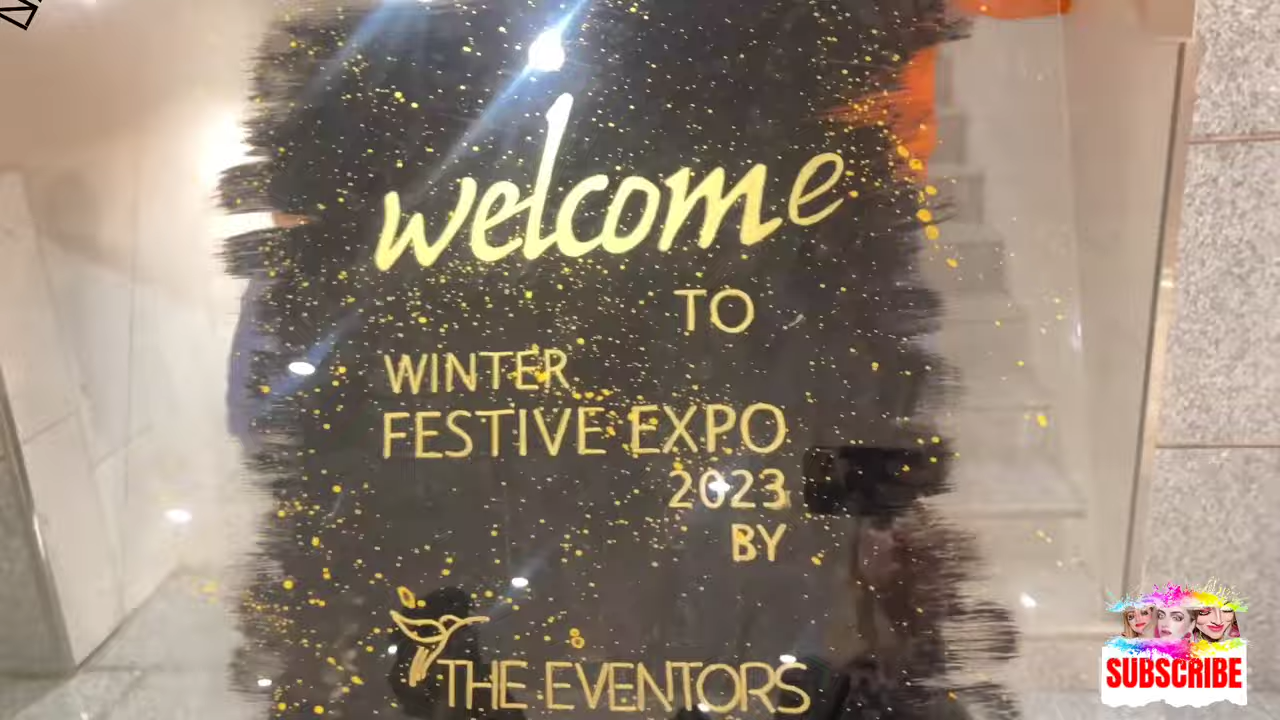 welcome
TO
WINTER
FESTIVE EXPO
2023
BY
THE EVENTORS
SUBSCRIBE